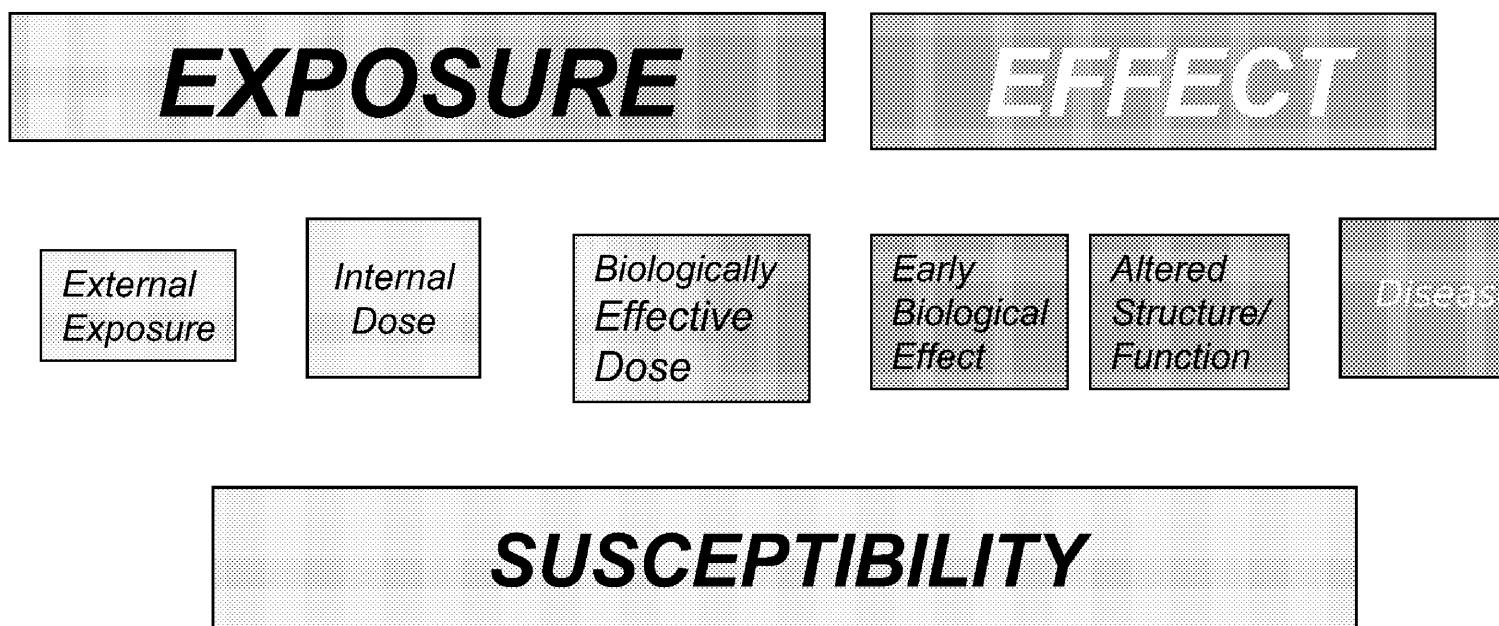 EXPOSURE
EFFECT
External
Exposure
Internal
Dose
Biologically
Effective
Dose
Early
Biological
Effect
Altered
Structure/
Function
Diseas
SUSCEPTIBILITY